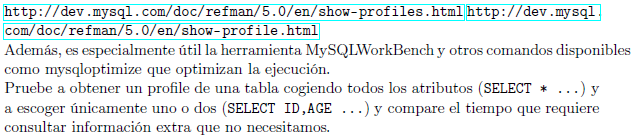 http://dev.mysql.com/doc/refman/5.0/en/show-profiles.html http://dev.mysql.
com/doc/refman/5.0/en/show-profile.html
Además, es especialmente útil la herramienta MySQLWorkBench y otros comandos disponibles
como mysqloptimize que optimizan la ejecución.
Pruebe a obtener un profile de una tabla cogiendo todos los atributos (SELECT * ...) y
a escoger únicamente uno o dos (SELECT ID,AGE ...) y compare el tiempo que requiere
consultar información extra que no necesitamos.